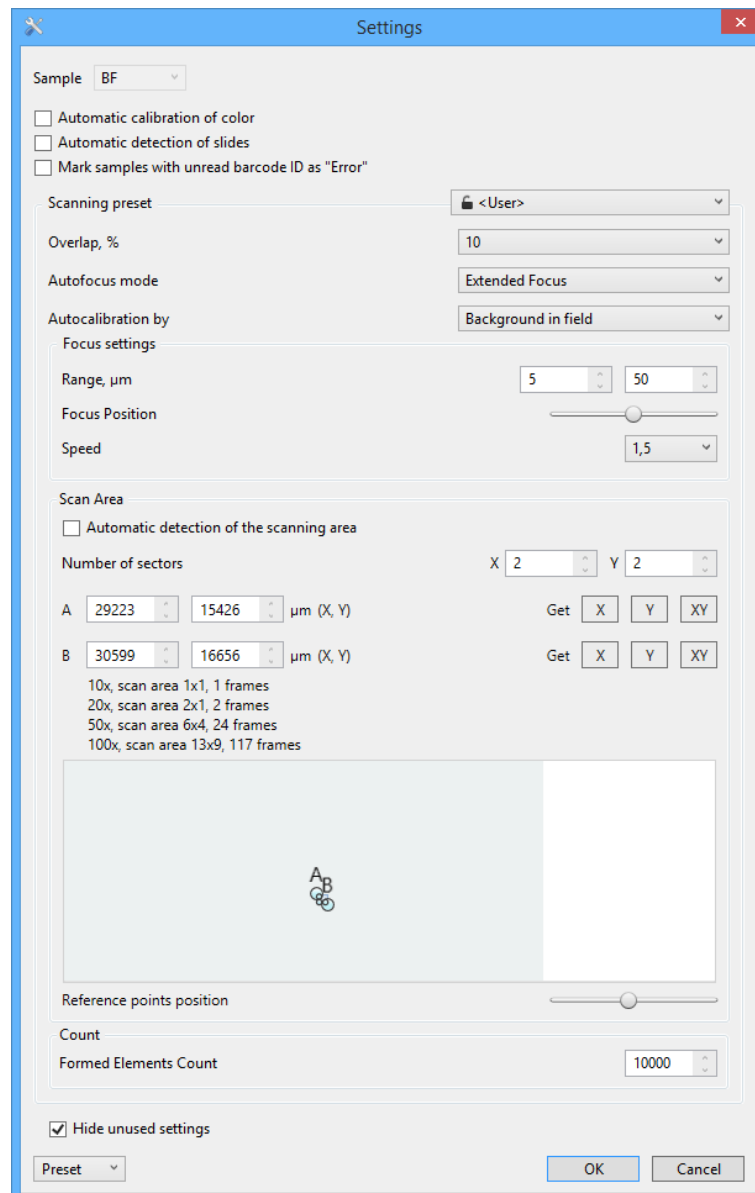 Settings
Sample BF
Automatic calibration of color
Automatic detection of slides
Mark samples with unread barcode ID as "Error"
Scanning preset <User>
Overlap, % 10
Autofocus mode Extended Focus
Autocalibration by Background in field
Focus settings
Range, µm 5 50
Focus Position
Speed 1,5
Scan Area
Automatic detection of the scanning area
Number of sectors X 2 Y 2
A 29223 15426 µm (X, Y) Get X Y XY
B 30599 16656 µm (X, Y) Get X Y XY
10x, scan area 1x1, 1 frames
20x, scan area 2x1, 2 frames
50x, scan area 6x4, 24 frames
100x, scan area 13x9, 117 frames
A
B
Reference points position
Count
Formed Elements Count 10000
Hide unused settings
Preset OK Cancel